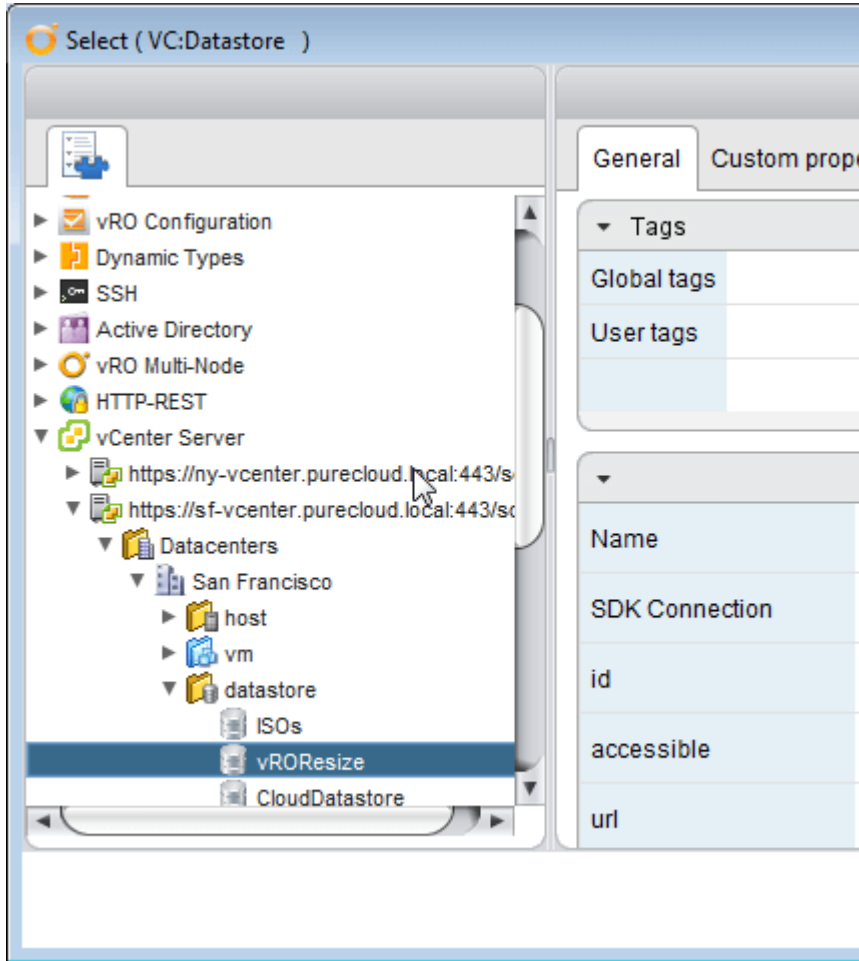 Select ( VC:Datastore )
vRO Configuration
Dynamic Types
SSH
Active Directory
vRO Multi-Node
HTTP-REST
vCenter Server
https://ny-vcenter.purecloud.local:443/s
https://sf-vcenter.purecloud.local:443/sd
Datacenters
San Francisco
host
vm
datastore
ISOs
vROResize
CloudDatastore
General Custom prope
Tags
Global tags
User tags
Name
SDK Connection
id
accessible
url